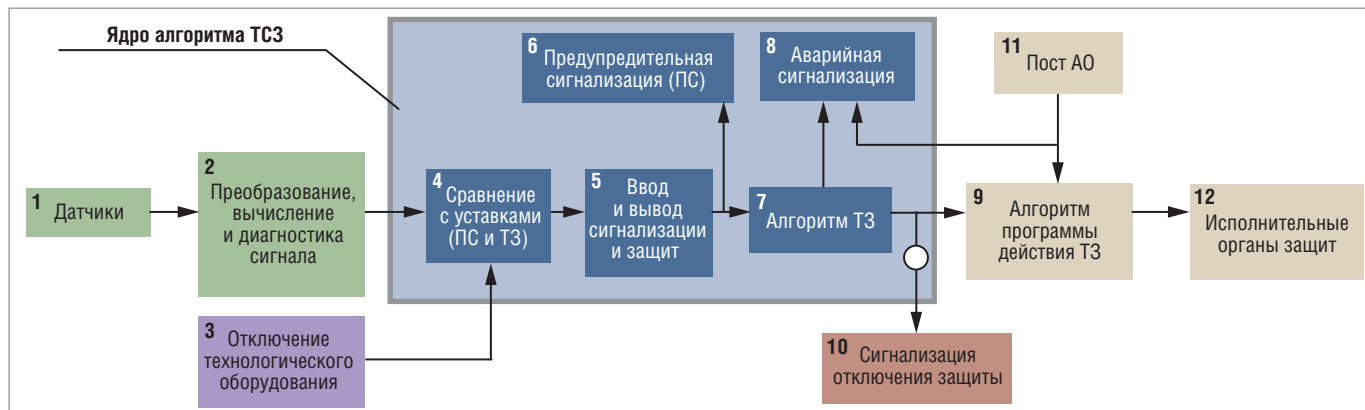 Ядро алгоритма ТСЗ
6
Предупредительная
сигнализация (ПС)
8
Аварийная
сигнализация
11
Пост АО
1
Датчики
2
Преобразование,
вычисление
и диагностика
сигнала
4
Сравнение
с уставками
(ПС и ТЗ)
5
Ввод
и вывод
сигнализации
и защит
7
Алгоритм ТЗ
9
Алгоритм
программы
действия ТЗ
12
Исполнительные
органы защит
3
Отключение
технологического
оборудования
10
Сигнализация
отключения защиты